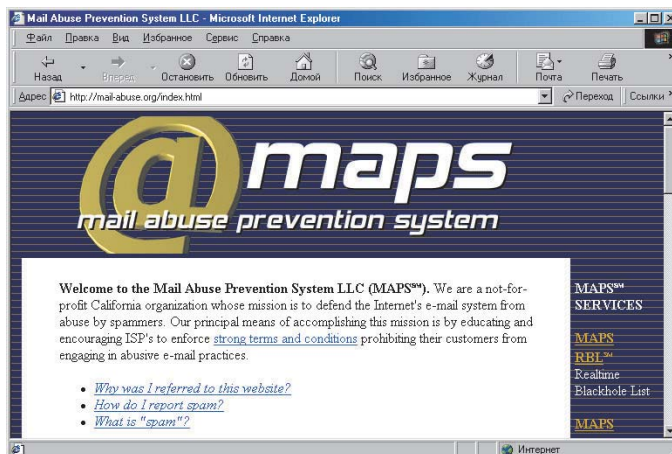 Mail Abuse Prevention System LLC - Microsoft Internet Explorer
Файл Правка Вид Избранное Сервис Справка
Назад Вперед Остановить Обновить Домой Поиск Избранное Журнал Почта Печать
Адрес http://mail-abuse.org/index.html Переход Ссылки
@maps
mail abuse prevention system
Welcome to the Mail Abuse Prevention System LLC (MAPS℠). We are a not-for-
profit California organization whose mission is to defend the Internet's e-mail system from
abuse by spammers. Our principal means of accomplishing this mission is by educating and
encouraging ISP's to enforce strong terms and conditions prohibiting their customers from
engaging in abusive e-mail practices.
• Why was I referred to this website?
• How do I report spam?
• What is "spam"?
MAPS℠
SERVICES
MAPS
RBL℠
Realtime
Blackhole List
MAPS
Интернет